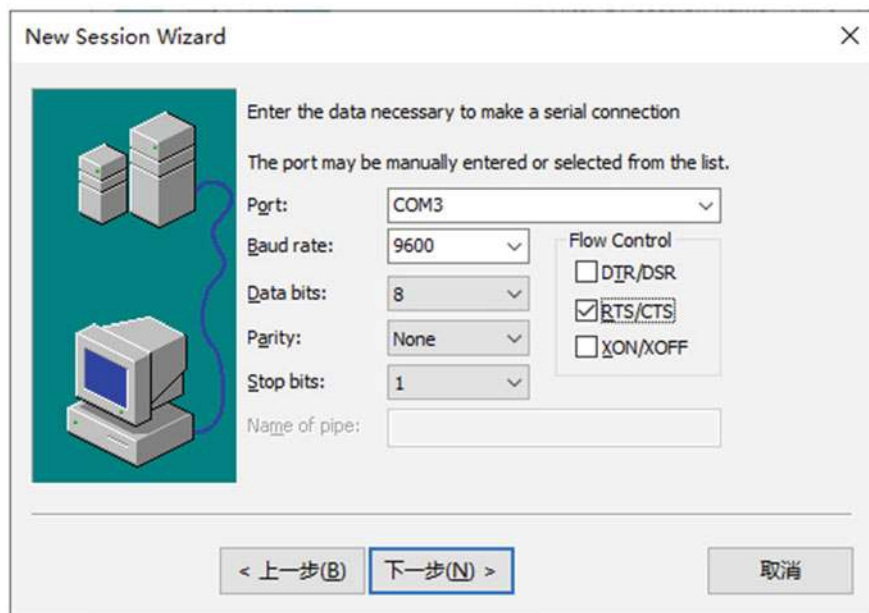 New Session Wizard
Enter the data necessary to make a serial connection
The port may be manually entered or selected from the list.
Port: COM3
Baud rate: 9600
Flow Control
DTR/DSR
Data bits: 8
RTS/CTS
Parity: None
XON/XOFF
Stop bits: 1
Name of pipe:
< 上一步(B)
下一步(N) >
取消